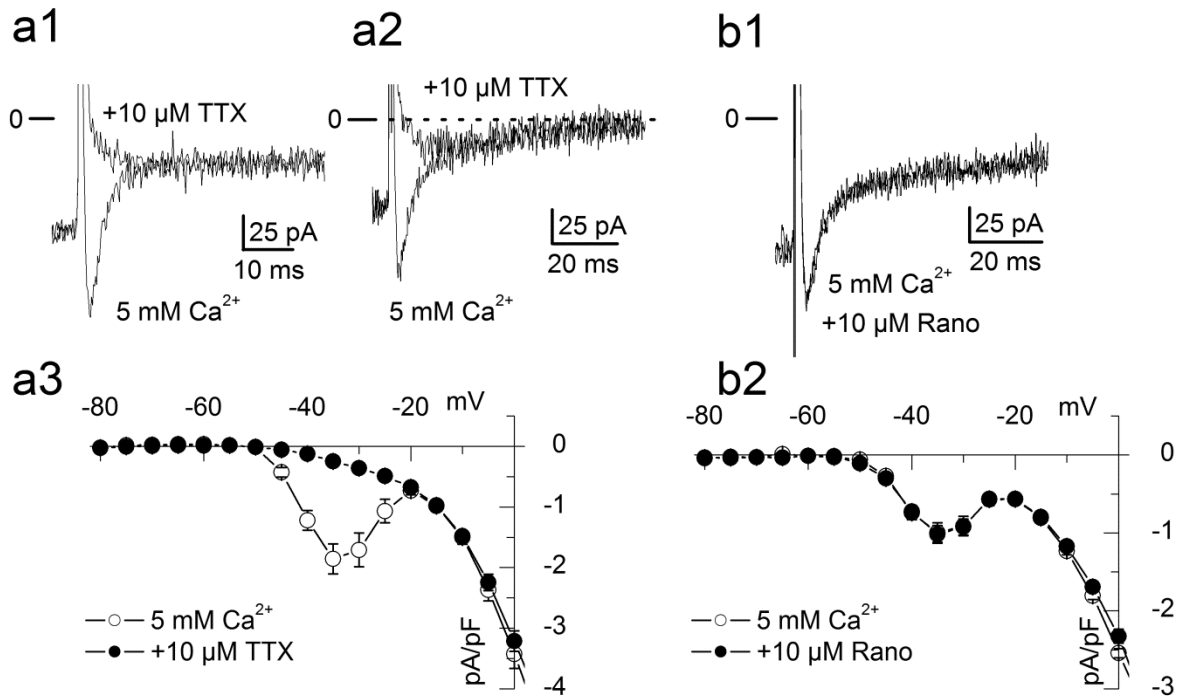 a1
+10 µM TTX
0
25 pA
10 ms
5 mM Ca²⁺
a2
+10 µM TTX
0
25 pA
20 ms
5 mM Ca²⁺
b1
0
5 mM Ca²⁺
+10 µM Rano
25 pA
20 ms
a3
-80 -60 -40 -20 mV
0
-1
-2
-3
-4
pA/pF
5 mM Ca²⁺
+10 µM TTX
b2
-80 -60 -40 -20 mV
0
-1
-2
-3
pA/pF
5 mM Ca²⁺
+10 µM Rano